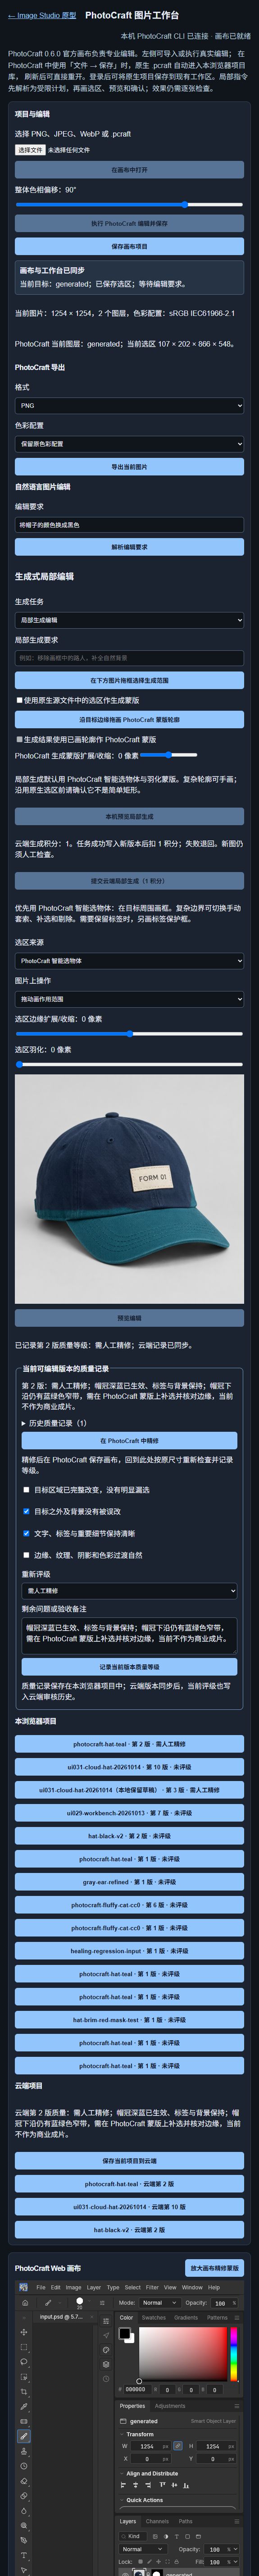 ← Image Studio 原型 PhotoCraft 图片工作台
本机 PhotoCraft CLI 已连接 · 画布已就绪
PhotoCraft 0.6.0 官方画布负责专业编辑。左侧可导入或执行真实编辑；在
PhotoCraft 中使用「文件 → 保存」时，原生 .pcraft 自动进入本浏览器项目
库，刷新后可直接重开。登录后可将原生项目保存到现有工作区。局部指令
先解析为受限计划，再画选区、预览和确认；效果仍需逐张检查。
项目与编辑
选择 PNG、JPEG、WebP 或 .pcraft
选择文件 未选择任何文件
在画布中打开
整体色相偏移：90°
执行 PhotoCraft 编辑并保存
保存画布项目
画布与工作台已同步
当前目标：generated；已保存选区；等待编辑要求。
当前图片：1254 × 1254，2 个图层，色彩配置：sRGB IEC61966-2.1
PhotoCraft 当前图层：generated；当前选区 107 × 202 × 866 × 548。
PhotoCraft 导出
格式
PNG
色彩配置
保留原色彩配置
导出当前图片
自然语言图片编辑
编辑要求
将帽子的颜色换成黑色
解析编辑要求
生成式局部编辑
生成任务
局部生成编辑
局部生成要求
例如：移除画框中的路人，补全自然背景
在下方图片拖框选择生成范围
使用原生源文件中的选区作生成蒙版
沿目标边缘拖画 PhotoCraft 蒙版轮廓
生成结果使用已画轮廓作 PhotoCraft 蒙版
PhotoCraft 生成蒙版扩展/收缩：0 像素
局部生成默认用 PhotoCraft 智能选物体与羽化蒙版。复杂轮廓可手画；
沿用原生选区前请确认它不是简单矩形。
本机预览局部生成
云端生成积分：1。任务成功写入新版本后扣 1 积分；失败退回。新图仍
须人工检查。
提交云端局部生成（1 积分）
优先用 PhotoCraft 智能选物体：在目标周围画框。复杂边界可切换手动
套索、补选和剔除。需要保留标签时，另画标签保护框。
选区来源
PhotoCraft 智能选物体
图片上操作
拖动画作用范围
选区边缘扩展/收缩：0 像素
选区羽化：0 像素
FORM 01
预览编辑
已记录第 2 版质量等级：需人工精修；云端记录已同步。
当前可编辑版本的质量记录
第 2 版：需人工精修；帽冠深蓝已生效、标签与背景保持；帽冠下
沿仍有蓝绿色窄带，需在 PhotoCraft 蒙版上补选并核对边缘，当前
不作为商业成片。
▶ 历史质量记录（1）
在 PhotoCraft 中精修
精修后在 PhotoCraft 保存画布，回到此处按原尺寸重新检查并记录
等级。
目标区域已完整改变，没有明显漏选
目标之外及背景没有被误改
文字、标签与重要细节保持清晰
边缘、纹理、阴影和色彩过渡自然
重新评级
需人工精修
剩余问题或验收备注
帽冠深蓝已生效、标签与背景保持；帽冠下沿仍有蓝绿色窄带，
需在 PhotoCraft 蒙版上补选并核对边缘，当前不作为商业成片。
记录当前版本质量等级
质量记录保存在本浏览器项目中；云端版本同步后，当前评级也写
入云端审核历史。
本浏览器项目
photocraft-hat-teal · 第 2 版 · 需人工精修
ui031-cloud-hat-20261014 · 第 10 版 · 未评级
ui031-cloud-hat-20261014（本地保留草稿） · 第 3 版 · 需人工精修
ui029-workbench-20261013 · 第 7 版 · 未评级
hat-black-v2 · 第 2 版 · 未评级
photocraft-hat-teal · 第 1 版 · 未评级
gray-ear-refined · 第 1 版 · 未评级
photocraft-fluffy-cat-cc0 · 第 6 版 · 未评级
photocraft-fluffy-cat-cc0 · 第 1 版 · 未评级
healing-regression-input · 第 1 版 · 未评级
photocraft-hat-teal · 第 1 版 · 未评级
photocraft-hat-teal · 第 1 版 · 未评级
hat-brim-red-mask-test · 第 1 版 · 未评级
photocraft-hat-teal · 第 1 版 · 未评级
photocraft-hat-teal · 第 1 版 · 未评级
云端项目
云端第 2 版质量：需人工精修；帽冠深蓝已生效、标签与背景保持；帽
冠下沿仍有蓝绿色窄带，需在 PhotoCraft 蒙版上补选并核对边缘，当前
不作为商业成片。
保存当前项目到云端
photocraft-hat-teal · 云端第 2 版
ui031-cloud-hat-20261014 · 云端第 10 版
hat-black-v2 · 云端第 2 版
PhotoCraft Web 画布
放大画布精修蒙版
File Edit Image Layer Type Select Filter View Window Help
Mode: Normal Opacity: 100 %
input.psd @ 5.7...
Color Swatches Gradients Patterns
# 000000 R 0 G 0 B 0
Properties Adjustments
generated Smart Object Layer
Transform
W 1254 px H 1254 px
X 0 px Y 0 px
Align and Distribute
Quick Actions
Layers Channels Paths
Kind
Normal Opacity: 100 %
Lock: Fill: 100 %